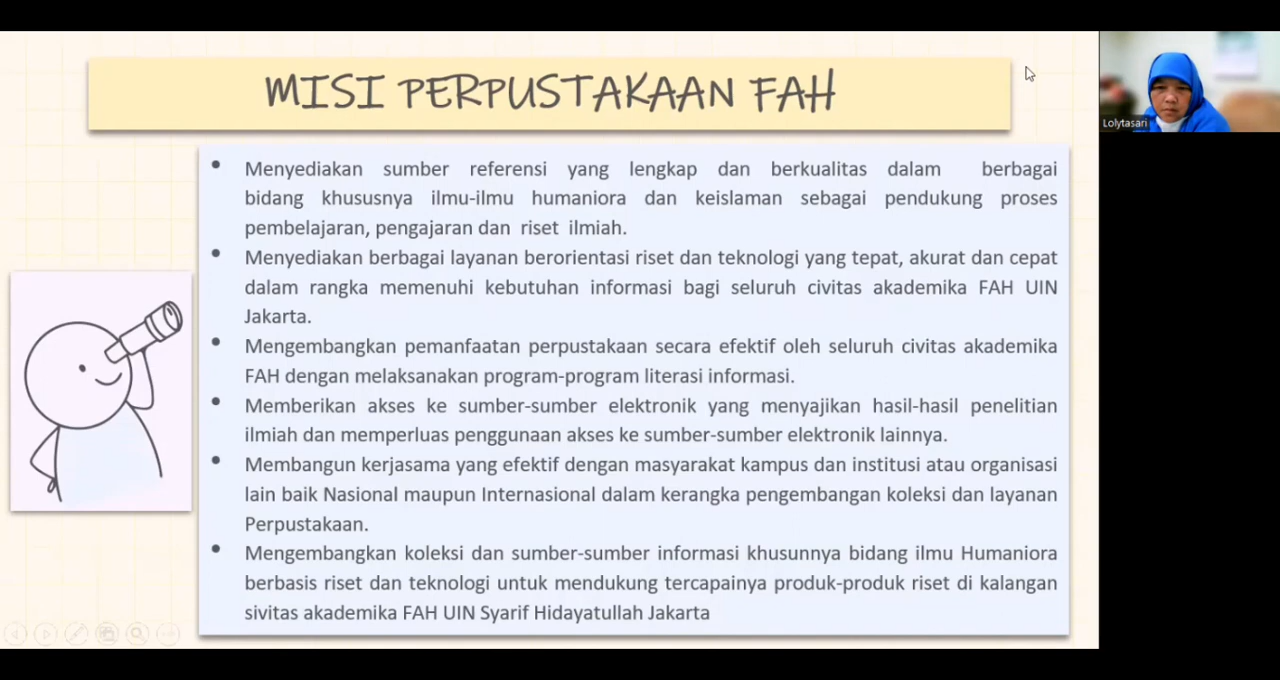 MISI PERPUSTAKAAN FAH
Lolytasari
• Menyediakan sumber referensi yang lengkap dan berkualitas dalam berbagai
bidang khususnya ilmu-ilmu humaniora dan keislaman sebagai pendukung proses
pembelajaran, pengajaran dan riset ilmiah.
• Menyediakan berbagai layanan berorientasi riset dan teknologi yang tepat, akurat dan cepat
dalam rangka memenuhi kebutuhan informasi bagi seluruh civitas akademika FAH UIN
Jakarta.
• Mengembangkan pemanfaatan perpustakaan secara efektif oleh seluruh civitas akademika
FAH dengan melaksanakan program-program literasi informasi.
• Memberikan akses ke sumber-sumber elektronik yang menyajikan hasil-hasil penelitian
ilmiah dan memperluas penggunaan akses ke sumber-sumber elektronik lainnya.
• Membangun kerjasama yang efektif dengan masyarakat kampus dan institusi atau organisasi
lain baik Nasional maupun Internasional dalam kerangka pengembangan koleksi dan layanan
Perpustakaan.
• Mengembangkan koleksi dan sumber-sumber informasi khusunnya bidang ilmu Humaniora
berbasis riset dan teknologi untuk mendukung tercapainya produk-produk riset di kalangan
sivitas akademika FAH UIN Syarif Hidayatullah Jakarta